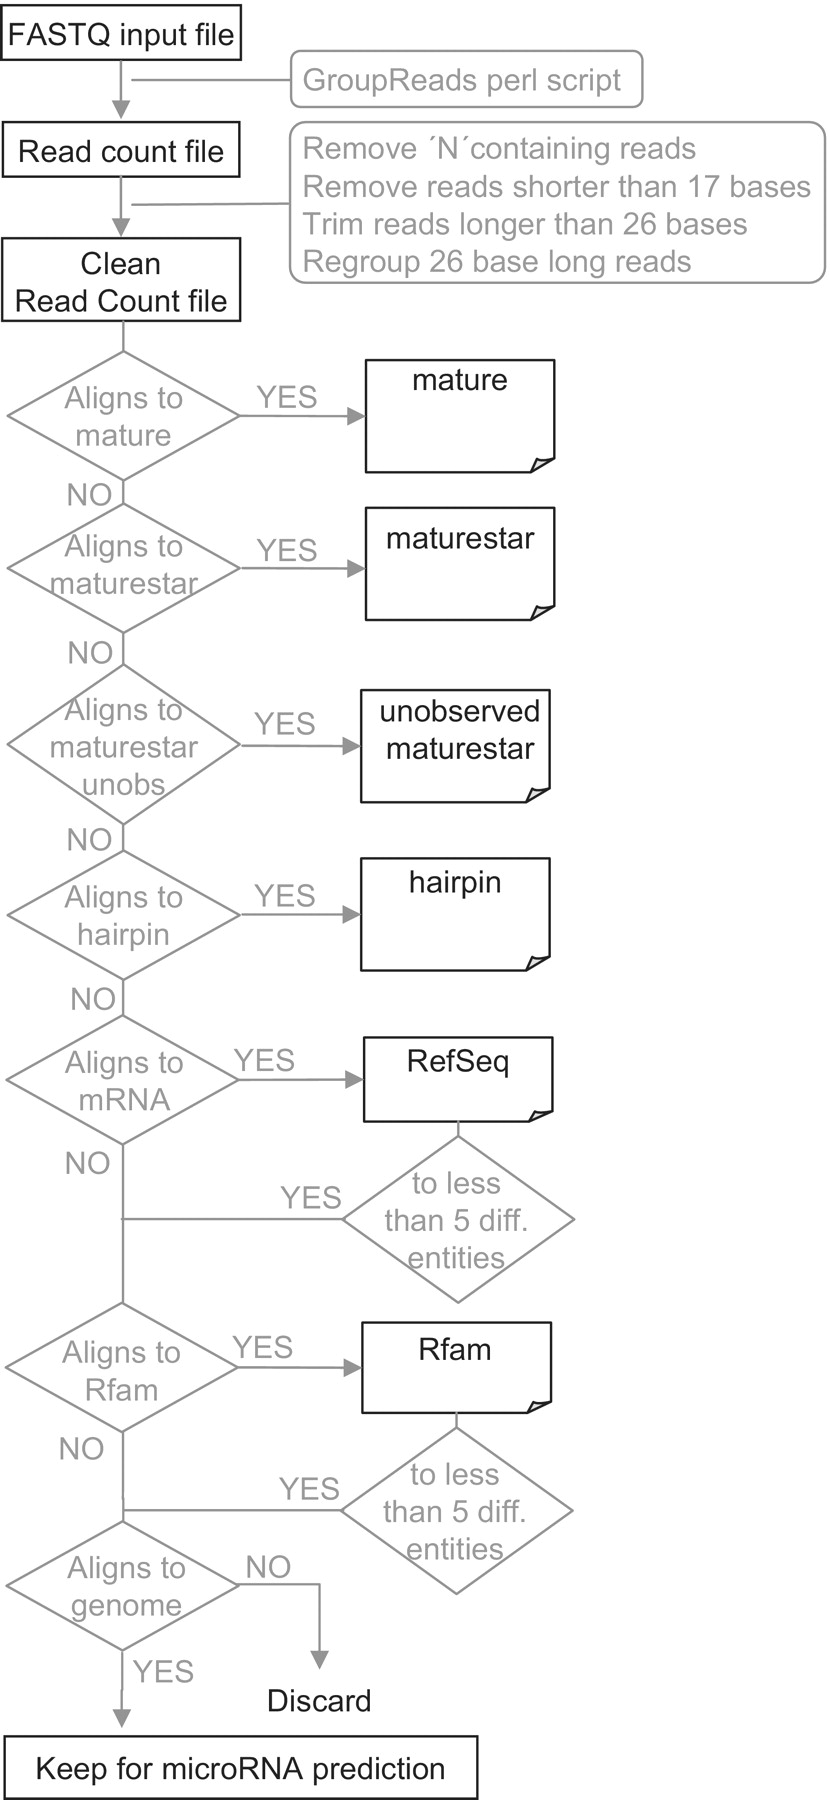 FASTQ input file
GroupReads perl script
Read count file
Remove ´N´containing reads
Remove reads shorter than 17 bases
Trim reads longer than 26 bases
Regroup 26 base long reads
Clean
Read Count file
Aligns to
mature
YES
mature
NO
Aligns to
maturestar
YES
maturestar
NO
Aligns to
maturestar
unobs
YES
unobserved
maturestar
NO
Aligns to
hairpin
YES
hairpin
NO
Aligns to
mRNA
YES
RefSeq
NO
YES
to less
than 5 diff.
entities
Aligns to
Rfam
YES
Rfam
NO
YES
to less
than 5 diff.
entities
Aligns to
genome
NO
YES
Discard
Keep for microRNA prediction